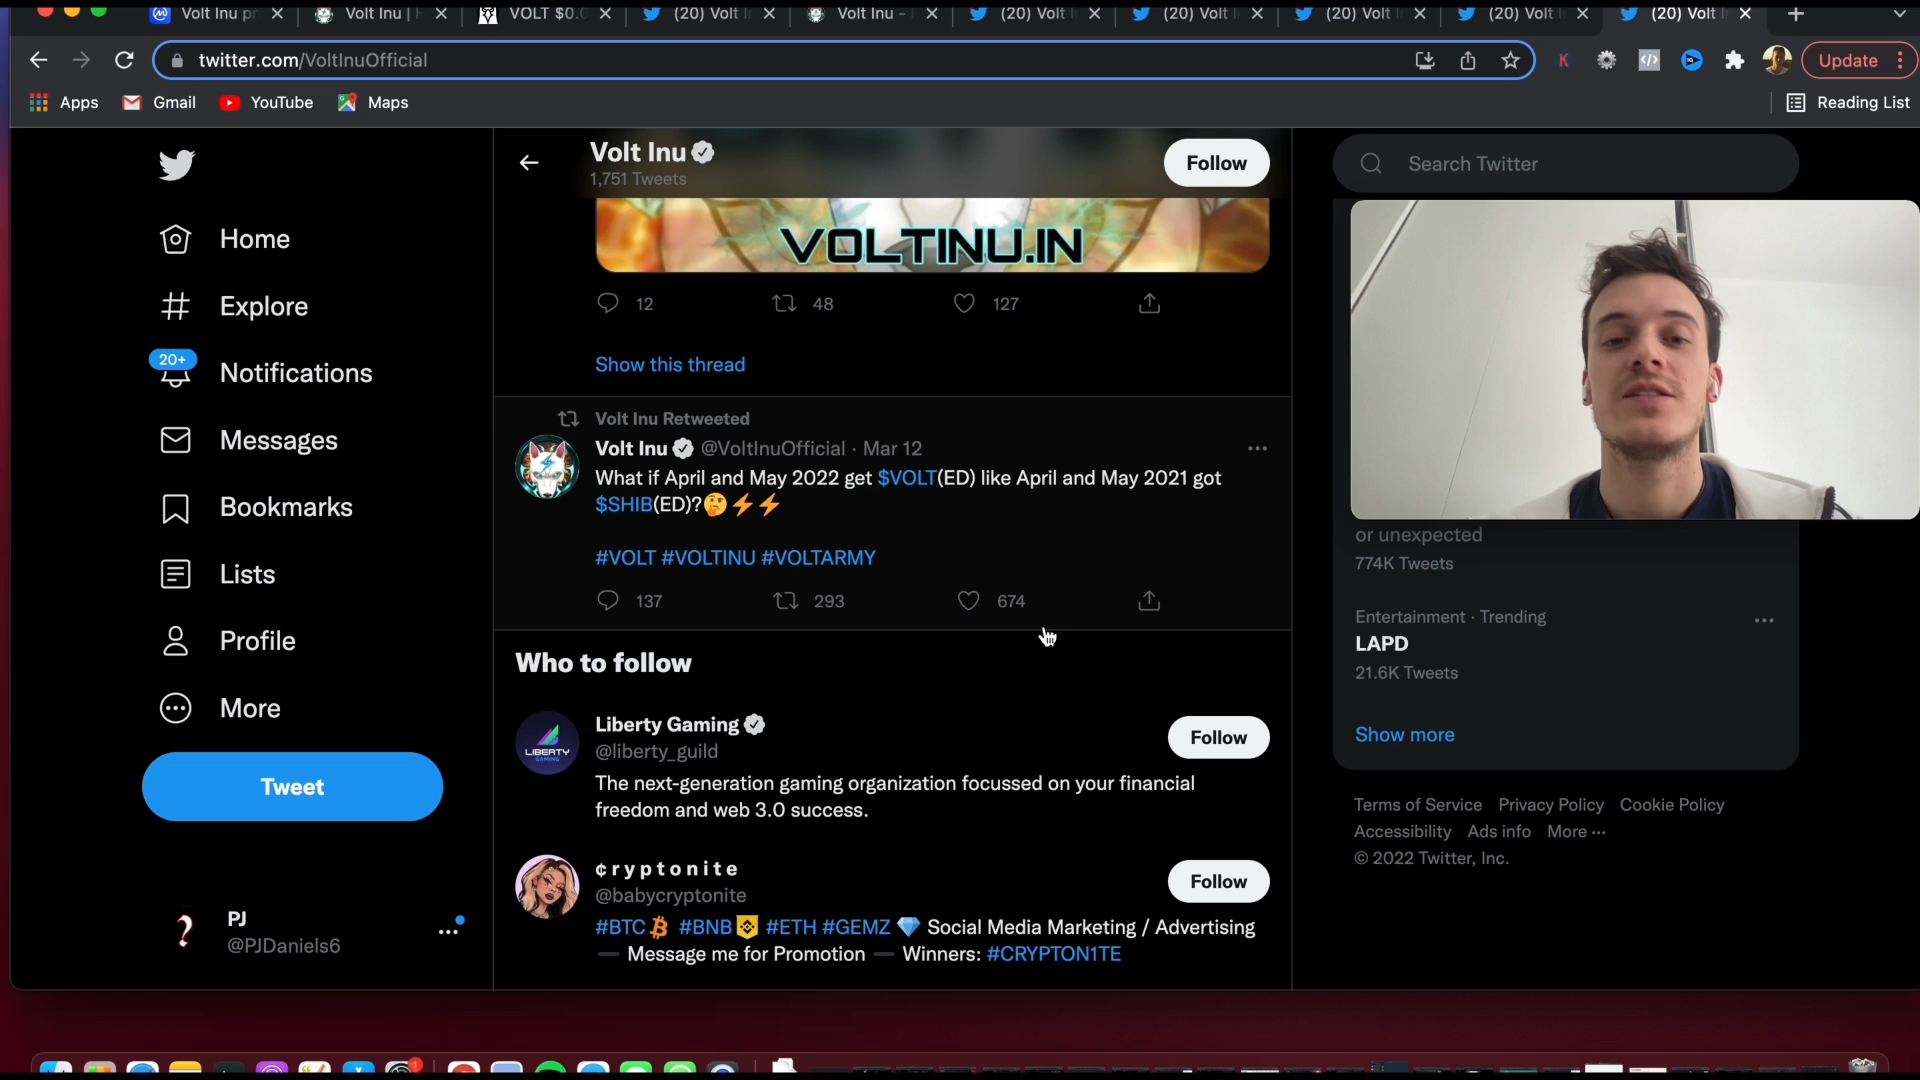 Volt Inu pr
Volt Inu |
VOLT $0.0
(20) Volt I
Volt Inu -
(20) Volt I
(20) Volt I
(20) Volt I
(20) Volt I
(20) Volt I
twitter.com/VoltInuOfficial
Update
Apps
Gmail
YouTube
Maps
Reading List
Volt Inu
1,751 Tweets
Follow
Search Twitter
Home
Explore
20+
Notifications
Messages
Bookmarks
Lists
Profile
More
Tweet
PJ
@PJDaniels6
VOLTINU.IN
12
48
127
Show this thread
Volt Inu Retweeted
Volt Inu @VoltInuOfficial · Mar 12
What if April and May 2022 get $VOLT(ED) like April and May 2021 got
$SHIB(ED)?🤔⚡⚡
#VOLT #VOLTINU #VOLTARMY
137
293
674
Who to follow
LIBERTY
GAMING
Liberty Gaming
@liberty_guild
Follow
The next-generation gaming organization focussed on your financial
freedom and web 3.0 success.
¢ r y p t o n i t e
@babycryptonite
Follow
#BTC #BNB #ETH #GEMZ 💎 Social Media Marketing / Advertising
— Message me for Promotion — Winners: #CRYPTON1TE
or unexpected
774K Tweets
Entertainment · Trending
LAPD
21.6K Tweets
Show more
Terms of Service Privacy Policy Cookie Policy
Accessibility Ads info More ···
© 2022 Twitter, Inc.